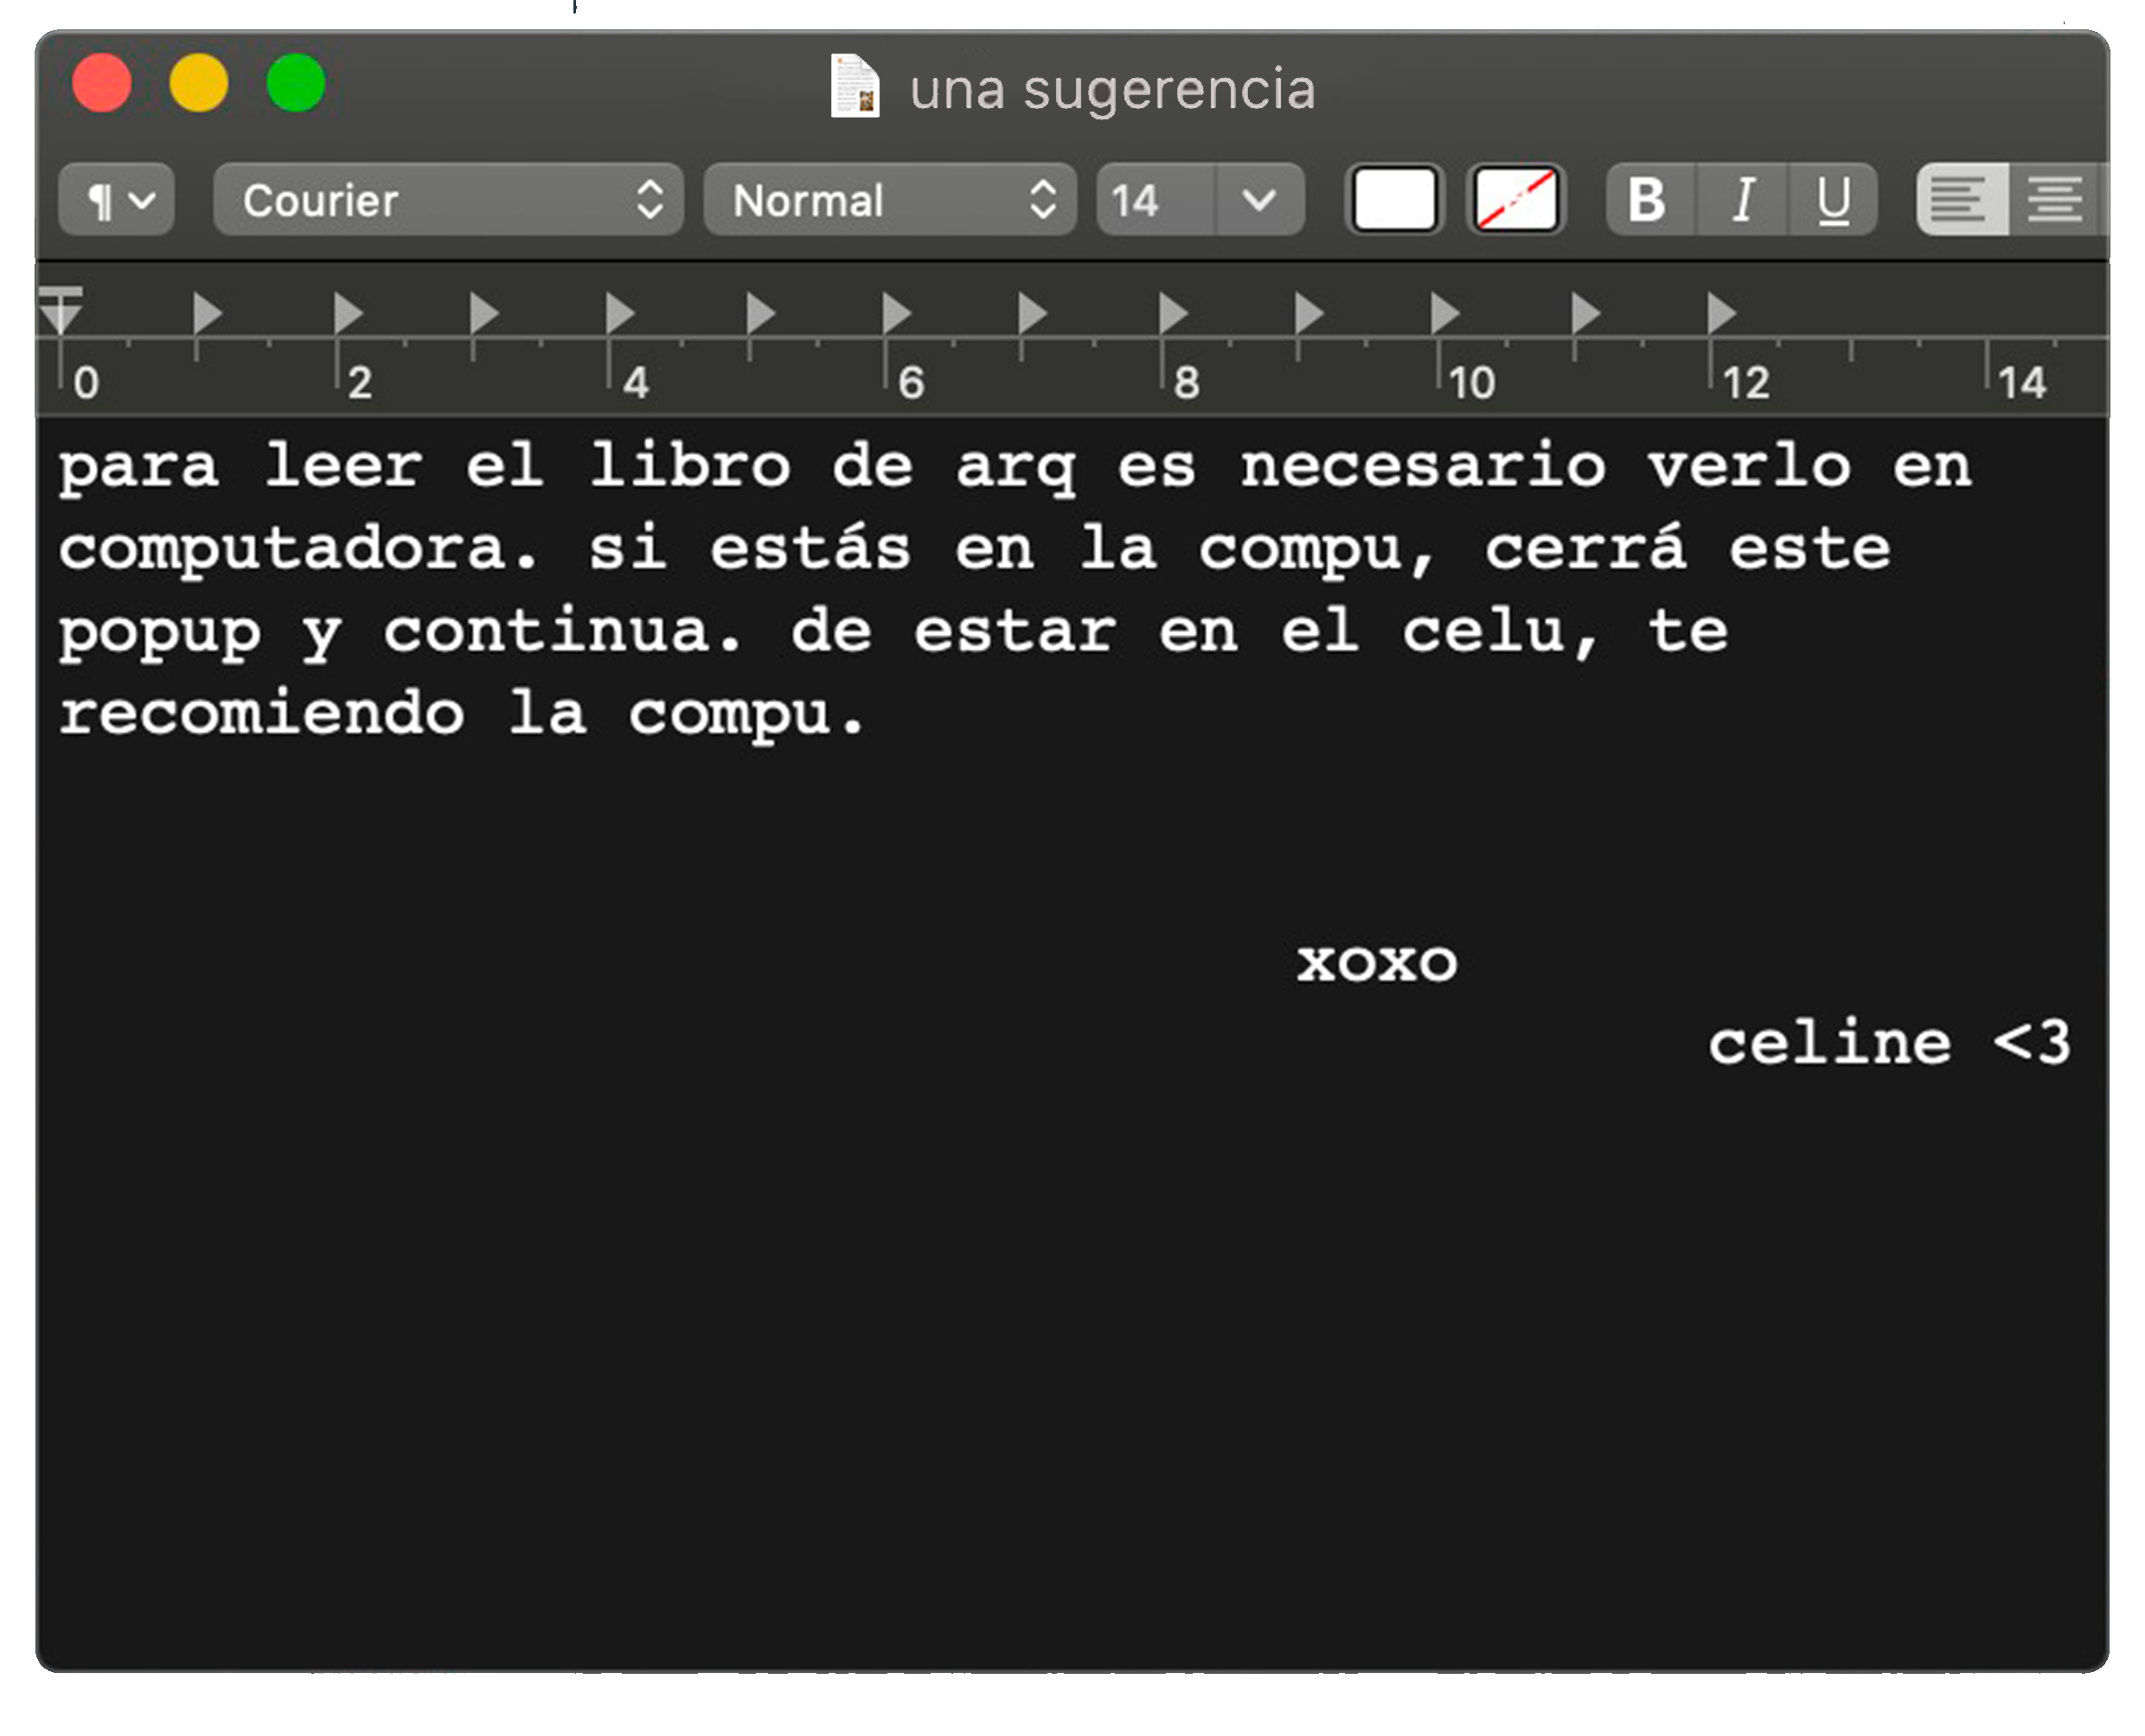 una sugerencia
¶ Courier Normal 14 B I U
0 2 4 6 8 10 12 14
para leer el libro de arq es necesario verlo en
computadora. si estás en la compu, cerrá este
popup y continua. de estar en el celu, te
recomiendo la compu.
xoxo
celine <3